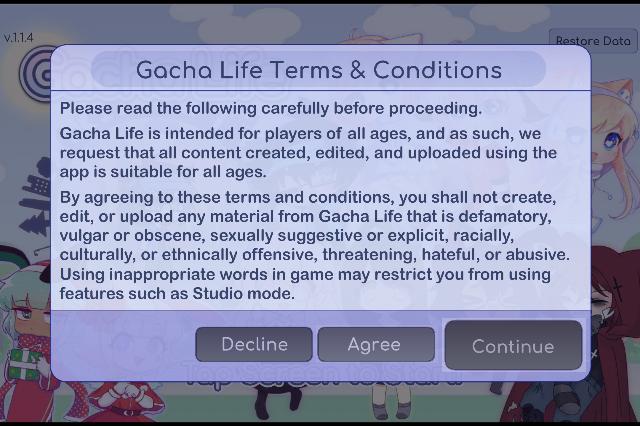 v.1.1.4
Restore Data
Gacha Life Terms & Conditions
Please read the following carefully before proceeding.
Gacha Life is intended for players of all ages, and as such, we
request that all content created, edited, and uploaded using the
app is suitable for all ages.
By agreeing to these terms and conditions, you shall not create,
edit, or upload any material from Gacha Life that is defamatory,
vulgar or obscene, sexually suggestive or explicit, racially,
culturally, or ethnically offensive, threatening, hateful, or abusive.
Using inappropriate words in game may restrict you from using
features such as Studio mode.
Decline
Agree
Continue
Tap Screen to Start